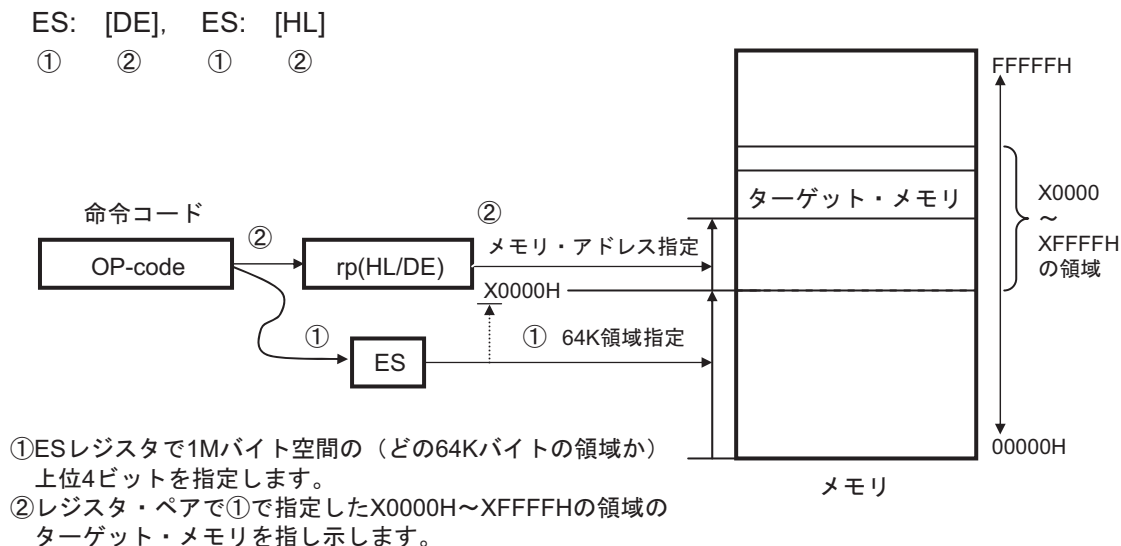 ES: [DE], ES: [HL]
① ② ① ②
FFFFFH
ターゲット・メモリ
X0000
～
XFFFFH
の領域
命令コード
②
②
メモリ・アドレス指定
OP-code
rp(HL/DE)
X0000H
①
① 64K領域指定
ES
00000H
メモリ
①ESレジスタで1Mバイト空間の（どの64Kバイトの領域か）
上位4ビットを指定します。
②レジスタ・ペアで①で指定したX0000H～XFFFFHの領域の
ターゲット・メモリを指し示します。